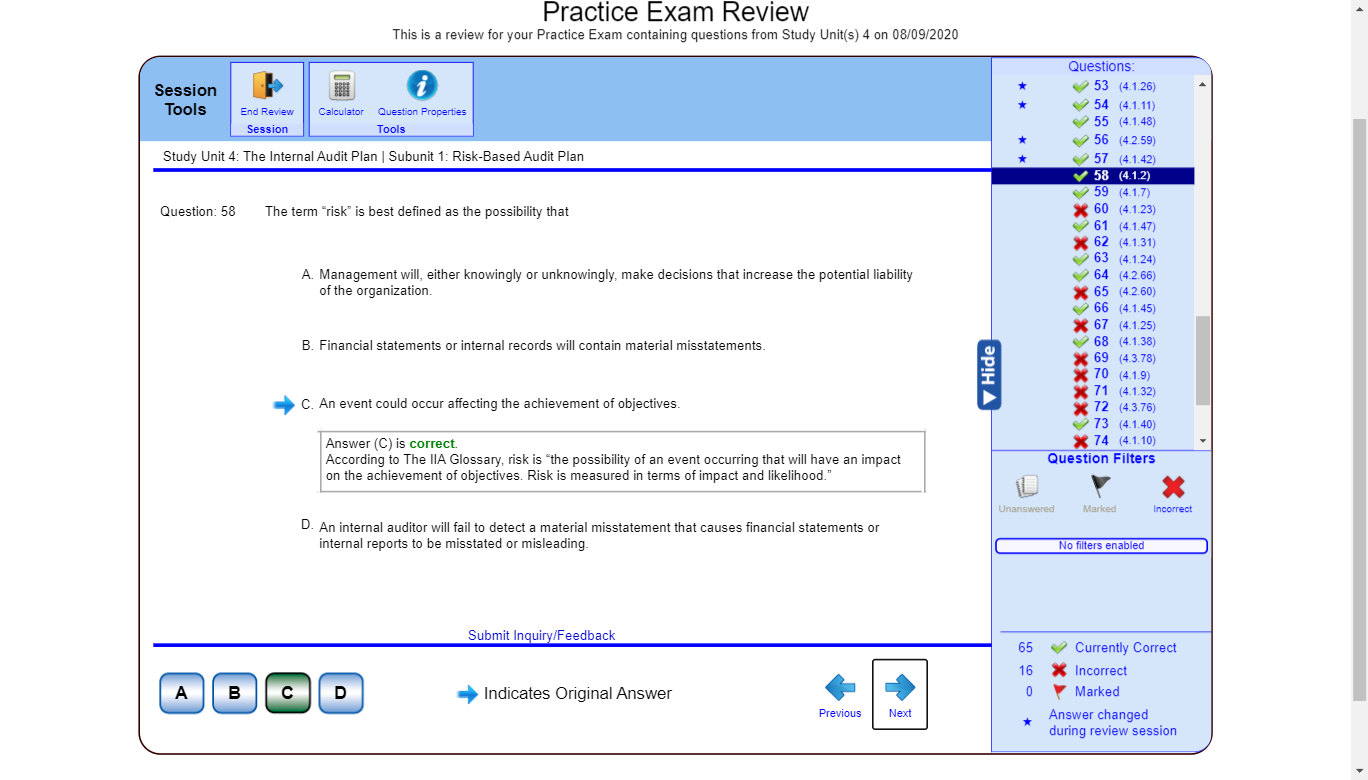 Practice Exam Review
This is a review for your Practice Exam containing questions from Study Unit(s) 4 on 08/09/2020
Session
Tools
End Review
Session
Calculator
Question Properties
Tools
Study Unit 4: The Internal Audit Plan | Subunit 1: Risk-Based Audit Plan
Question: 58 The term “risk” is best defined as the possibility that
A. Management will, either knowingly or unknowingly, make decisions that increase the potential liability
of the organization.
B. Financial statements or internal records will contain material misstatements.
C. An event could occur affecting the achievement of objectives.
Answer (C) is correct.
According to The IIA Glossary, risk is “the possibility of an event occurring that will have an impact
on the achievement of objectives. Risk is measured in terms of impact and likelihood.”
D. An internal auditor will fail to detect a material misstatement that causes financial statements or
internal reports to be misstated or misleading.
Submit Inquiry/Feedback
A B C D
Indicates Original Answer
Previous
Next
Hide
Questions:
53 (4.1.26)
54 (4.1.11)
55 (4.1.48)
56 (4.2.59)
57 (4.1.42)
58 (4.1.2)
59 (4.1.7)
60 (4.1.23)
61 (4.1.47)
62 (4.1.31)
63 (4.1.24)
64 (4.2.66)
65 (4.2.60)
66 (4.1.45)
67 (4.1.25)
68 (4.1.38)
69 (4.3.78)
70 (4.1.9)
71 (4.1.32)
72 (4.3.76)
73 (4.1.40)
74 (4.1.10)
Question Filters
Unanswered
Marked
Incorrect
No filters enabled
65 Currently Correct
16 Incorrect
0 Marked
Answer changed
during review session